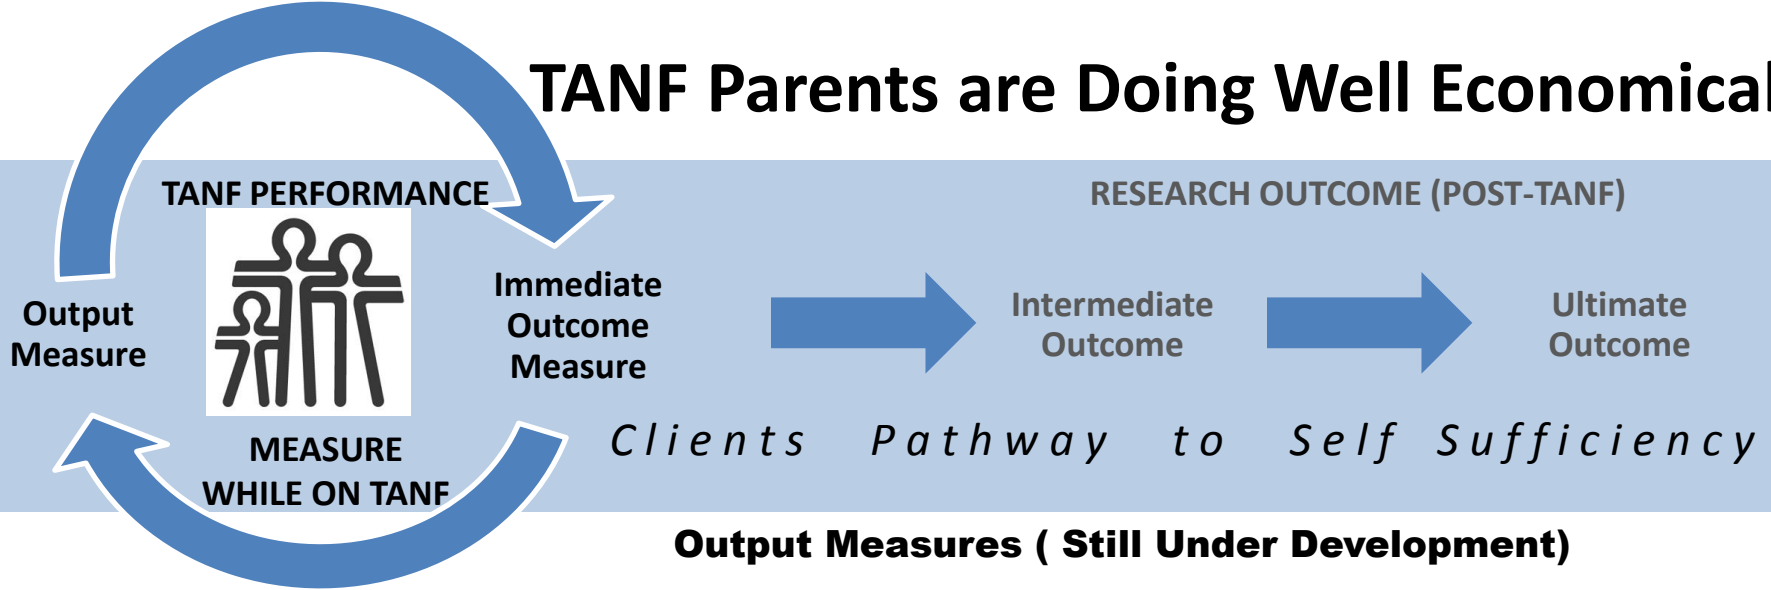 TANF Parents are Doing Well Economical
TANF PERFORMANCE
RESEARCH OUTCOME (POST-TANF)
Output
Measure
Immediate
Outcome
Measure
Intermediate
Outcome
Ultimate
Outcome
MEASURE
WHILE ON TANF
Clients Pathway to Self Sufficiency
Output Measures ( Still Under Development)